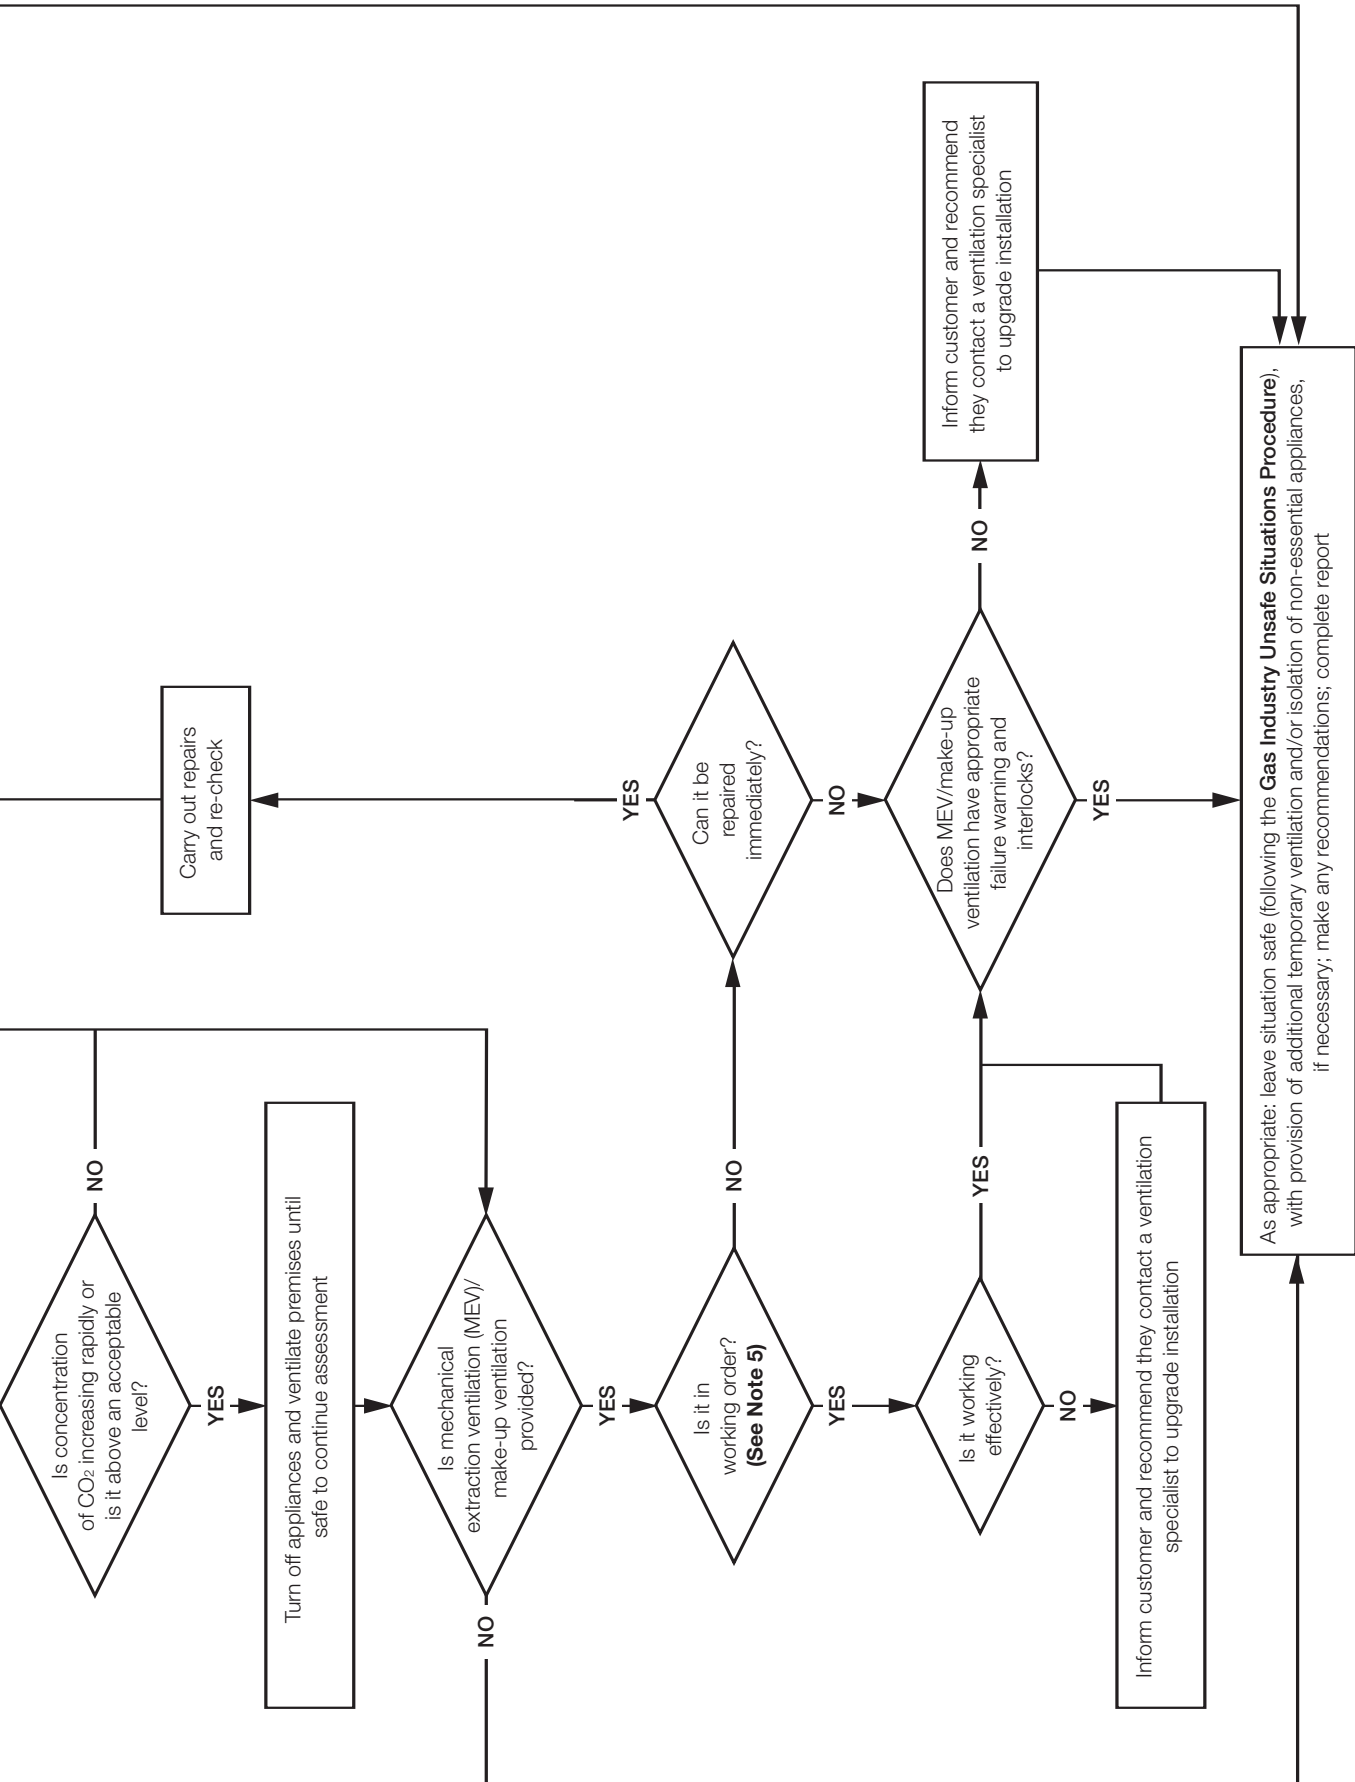 Is concentration
of CO₂ increasing rapidly or
is it above an acceptable
level?
NO
YES
Turn off appliances and ventilate premises until
safe to continue assessment
Is mechanical
extraction ventilation (MEV)/
make-up ventilation
provided?
NO
YES
Is it in
working order?
(See Note 5)
NO
YES
Can it be
repaired
immediately?
YES
Carry out repairs
and re-check
NO
Is it working
effectively?
YES
NO
Inform customer and recommend they contact a ventilation
specialist to upgrade installation
Does MEV/make-up
ventilation have appropriate
failure warning and
interlocks?
NO
Inform customer and recommend
they contact a ventilation specialist
to upgrade installation
YES
As appropriate: leave situation safe (following the Gas Industry Unsafe Situations Procedure),
with provision of additional temporary ventilation and/or isolation of non-essential appliances,
if necessary; make any recommendations; complete report